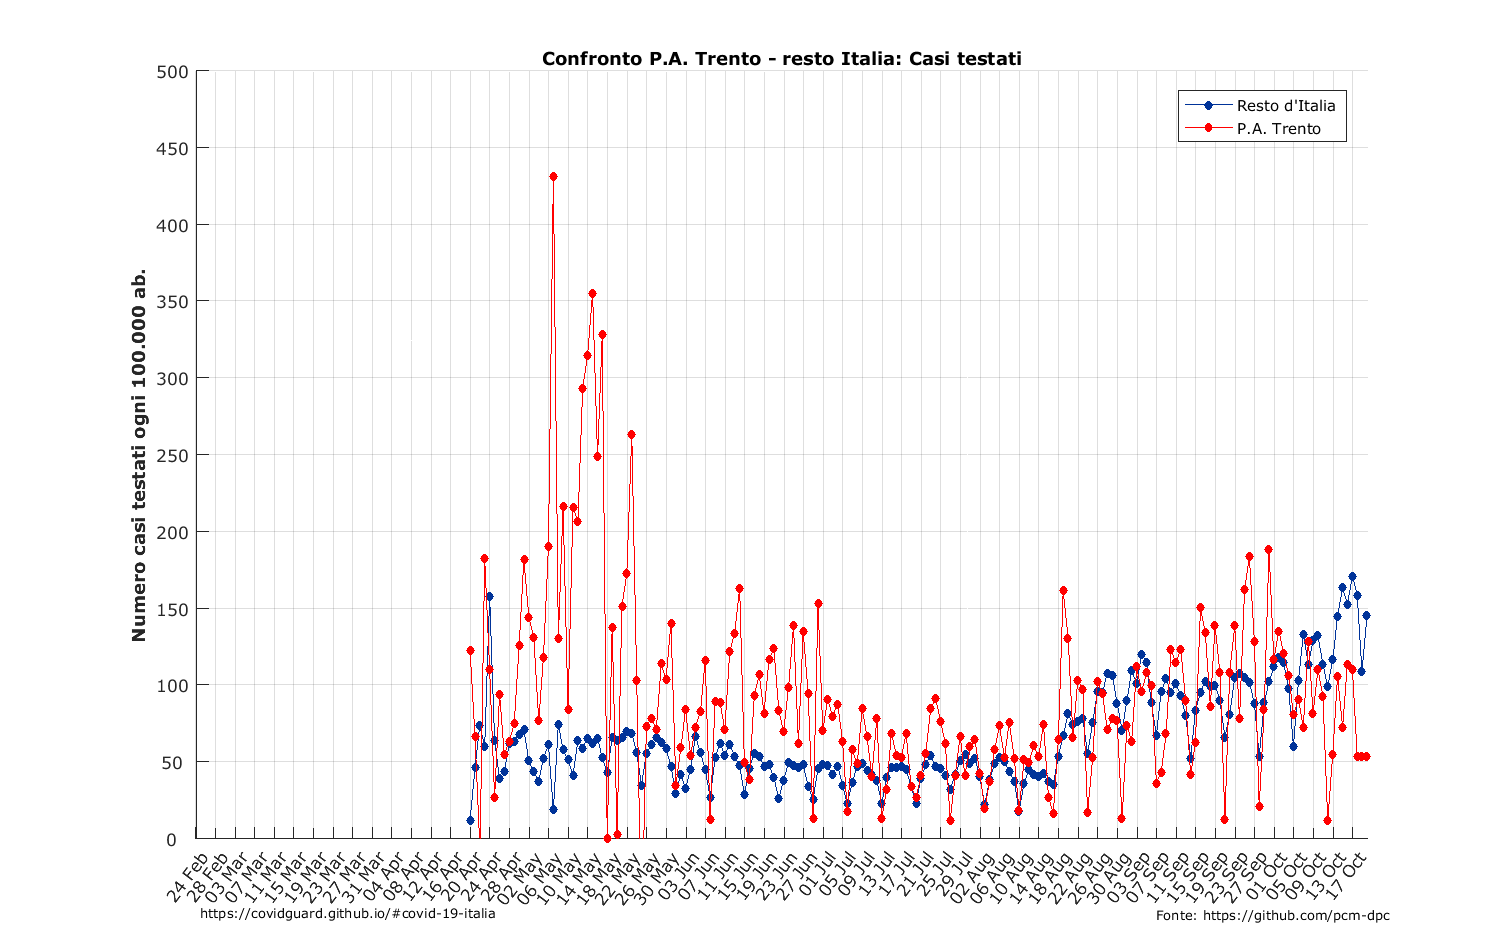 Confronto P.A. Trento - resto Italia: Casi testati
Resto d'Italia
P.A. Trento
Numero casi testati ogni 100.000 ab.
500
450
400
350
300
250
200
150
100
50
0
24 Feb
28 Feb
03 Mar
07 Mar
11 Mar
15 Mar
19 Mar
23 Mar
27 Mar
31 Mar
04 Apr
08 Apr
12 Apr
16 Apr
20 Apr
24 Apr
28 Apr
02 May
06 May
10 May
14 May
18 May
22 May
26 May
30 May
03 Jun
07 Jun
11 Jun
15 Jun
19 Jun
23 Jun
27 Jun
01 Jul
05 Jul
09 Jul
13 Jul
17 Jul
21 Jul
25 Jul
29 Jul
02 Aug
06 Aug
10 Aug
14 Aug
18 Aug
22 Aug
26 Aug
30 Aug
03 Sep
07 Sep
11 Sep
15 Sep
19 Sep
23 Sep
27 Sep
01 Oct
05 Oct
09 Oct
13 Oct
17 Oct
https://covidguard.github.io/#covid-19-italia
Fonte: https://github.com/pcm-dpc